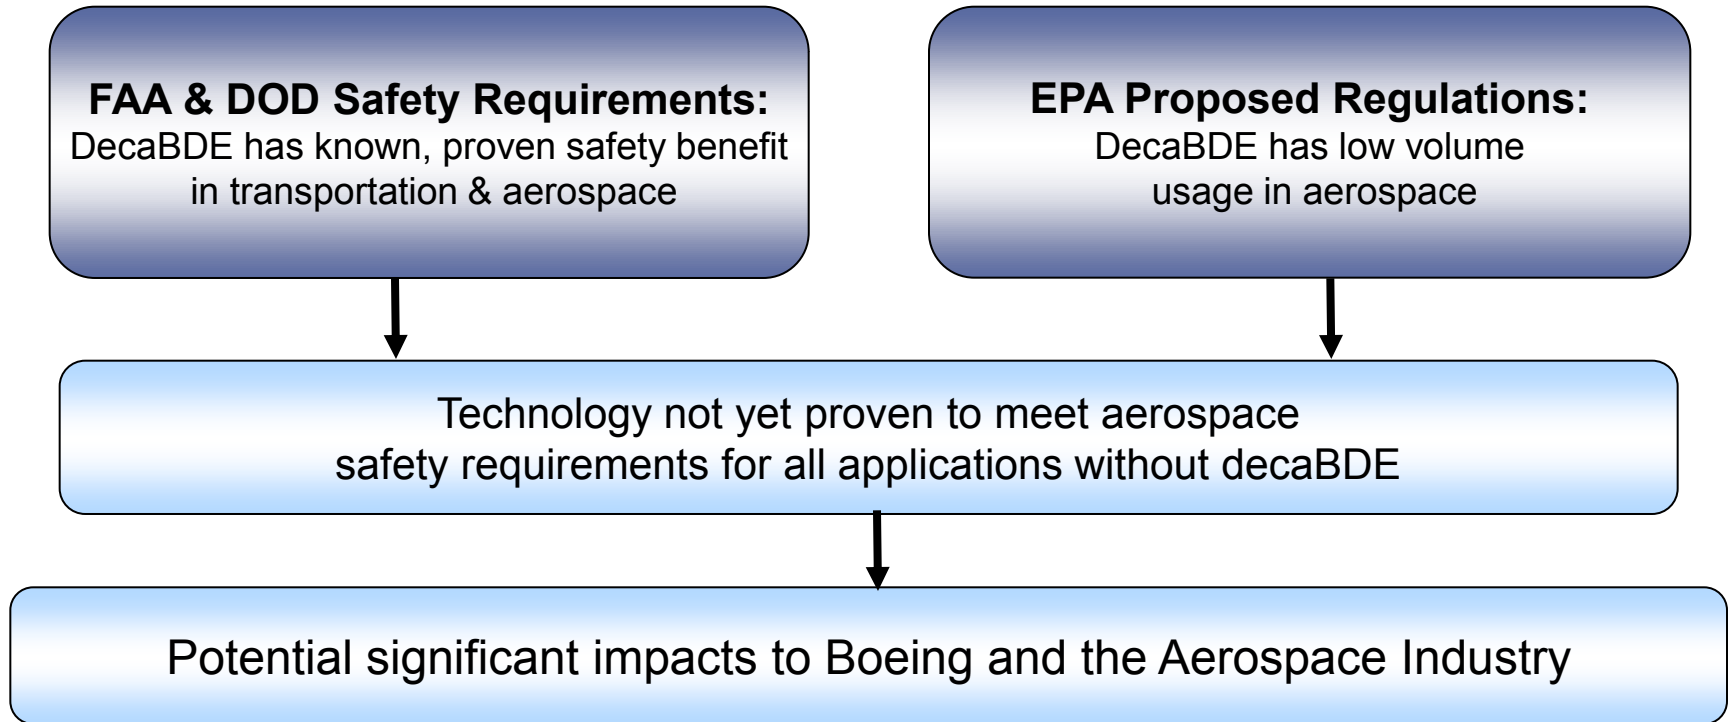 FAA & DOD Safety Requirements:
DecaBDE has known, proven safety benefit
in transportation & aerospace
EPA Proposed Regulations:
DecaBDE has low volume
usage in aerospace
Technology not yet proven to meet aerospace
safety requirements for all applications without decaBDE
Potential significant impacts to Boeing and the Aerospace Industry